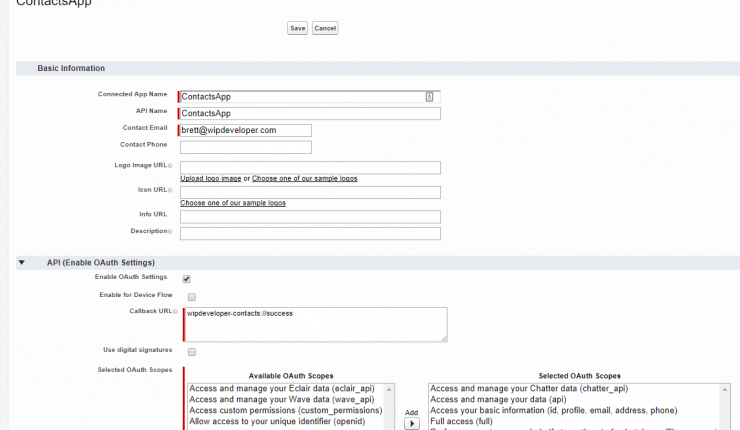 ContactsApp
Save Cancel
Basic Information
Connected App Name ContactsApp
API Name ContactsApp
Contact Email brett@wipdeveloper.com
Contact Phone
Logo Image URL
Upload logo image or Choose one of our sample logos
Icon URL
Choose one of our sample logos
Info URL
Description
API (Enable OAuth Settings)
Enable OAuth Settings
Enable for Device Flow
Callback URL wipdeveloper-contacts://success
Use digital signatures
Selected OAuth Scopes
Available OAuth Scopes Selected OAuth Scopes
Access and manage your Eclair data (eclair_api) Access and manage your Chatter data (chatter_api)
Access and manage your Wave data (wave_api) Access and manage your data (api)
Access custom permissions (custom_permissions) Add Access your basic information (id, profile, email, address, phone)
Allow access to your unique identifier (openid) Full access (full)